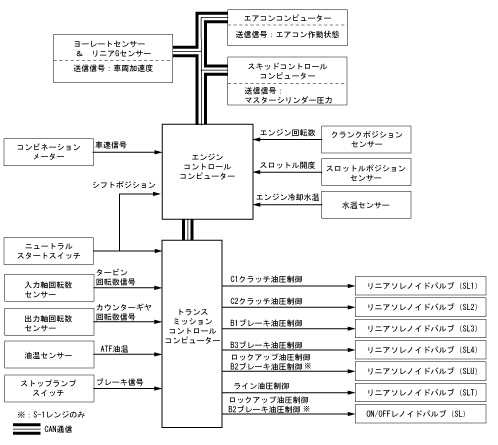 エアコンコンピューター
送信信号：エアコン作動状態
ヨーレートセンサー
＆ リニアGセンサー
送信信号：車両加速度
スキッドコントロール
コンピューター
送信信号：
マスターシリンダー圧力
エンジン
コントロール
コンピューター
コンビネーション
メーター
車速信号
シフトポジション
エンジン回転数
クランクポジション
センサー
スロットル開度
スロットルポジション
センサー
エンジン冷却水温
水温センサー
ニュートラル
スタートスイッチ
入力軸回転数
センサー
タービン
回転数信号
出力軸回転数
センサー
カウンターギヤ
回転数信号
油温センサー
ATF油温
ストップランプ
スイッチ
ブレーキ信号
トランス
ミッション
コントロール
コンピューター
C1クラッチ油圧制御
リニアソレノイドバルブ（SL1）
C2クラッチ油圧制御
リニアソレノイドバルブ（SL2）
B1ブレーキ油圧制御
リニアソレノイドバルブ（SL3）
B3ブレーキ油圧制御
リニアソレノイドバルブ（SL4）
ロックアップ油圧制御
B2ブレーキ油圧制御※
リニアソレノイドバルブ（SLU）
ライン油圧制御
リニアソレノイドバルブ（SLT）
ロックアップ油圧制御
B2ブレーキ油圧制御※
ON/OFFレノイドバルブ（SL）
※：S-1レンジのみ
CAN通信